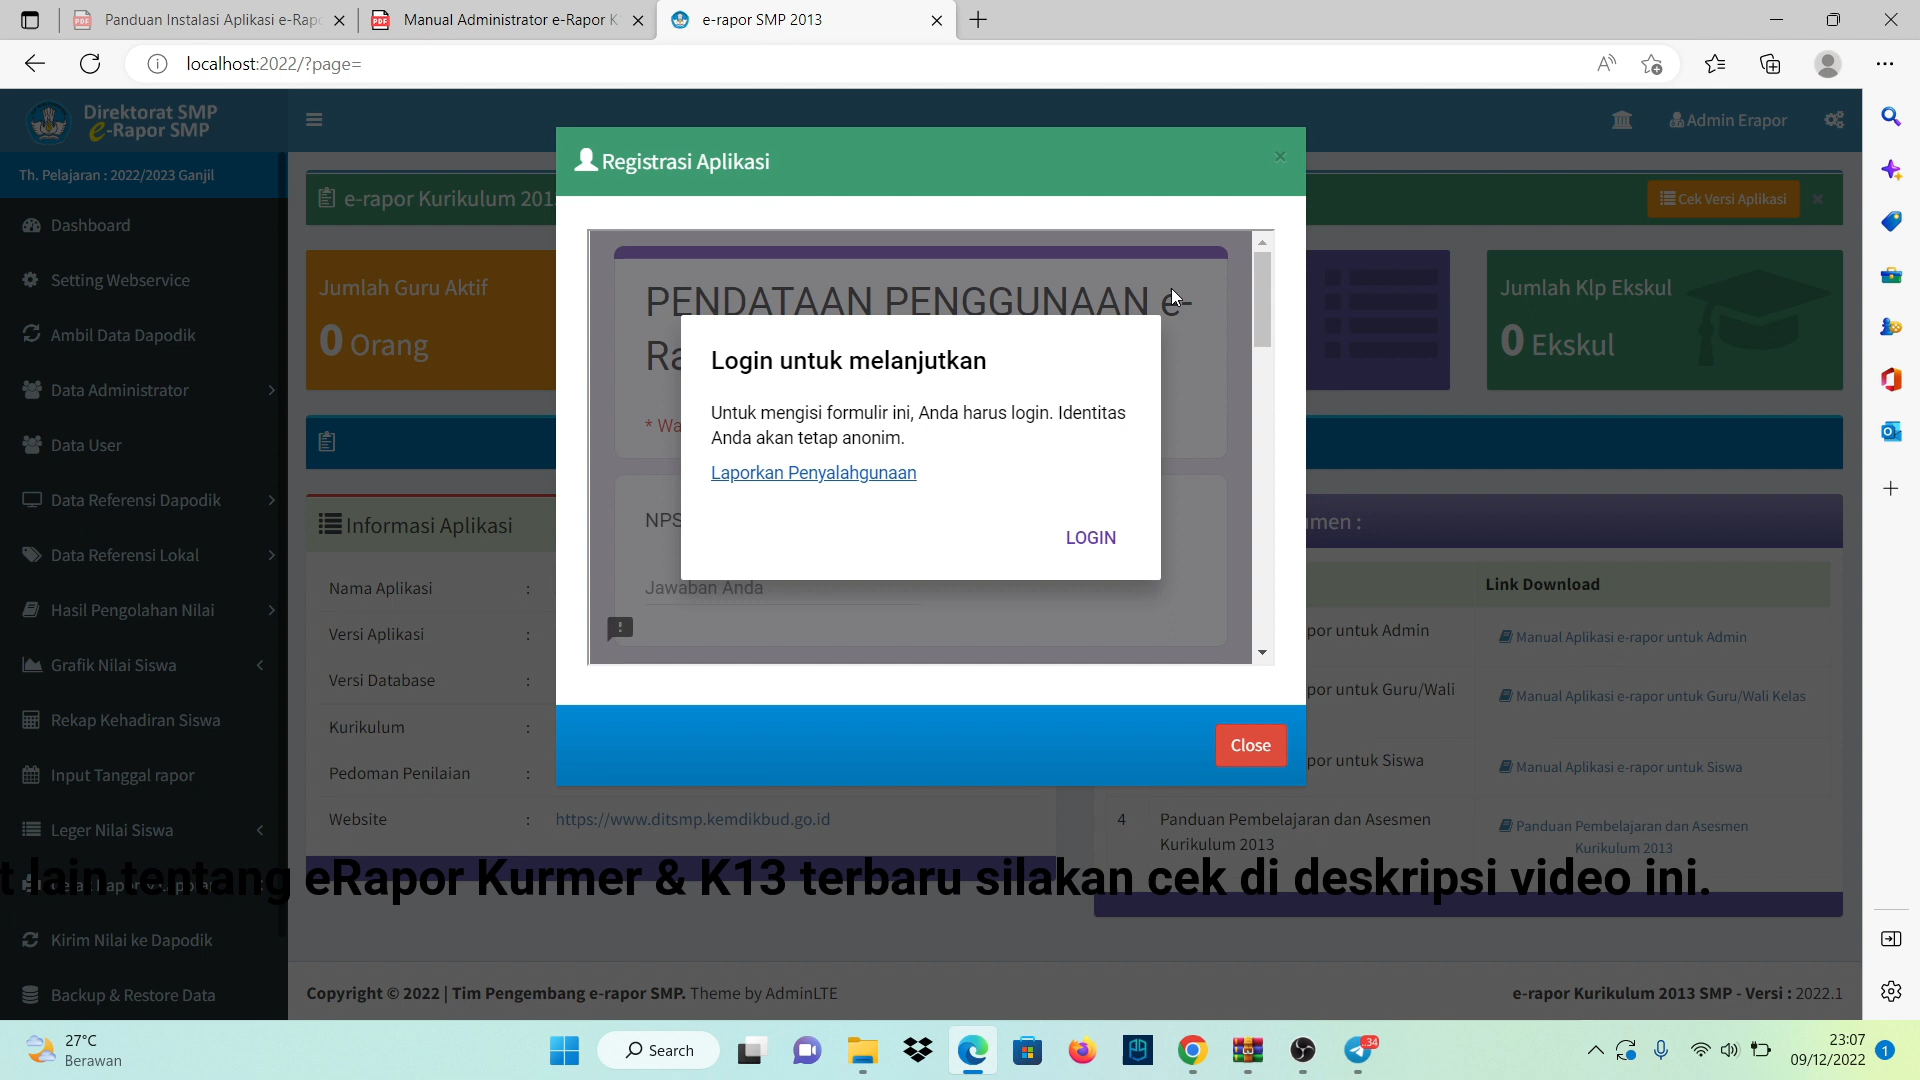 Panduan Instalasi Aplikasi e-Rap
Manual Administrator e-Rapor K
e-rapor SMP 2013
localhost:2022/?page=
Direktorat SMP
e-Rapor SMP
Admin Erapor
Th. Pelajaran : 2022/2023 Ganjil
Dashboard
Setting Webservice
Ambil Data Dapodik
Data Administrator
Data User
Data Referensi Dapodik
Data Referensi Lokal
Hasil Pengolahan Nilai
Grafik Nilai Siswa
Rekap Kehadiran Siswa
Input Tanggal rapor
Leger Nilai Siswa
Kirim Nilai ke Dapodik
Backup & Restore Data
e-rapor Kurikulum 201
Cek Versi Aplikasi
Jumlah Guru Aktif
0 Orang
Jumlah Klp Ekskul
0 Ekskul
Registrasi Aplikasi
PENDATAAN PENGGUNAAN e-
Ra
* Wa
NPS
Jawaban Anda
Login untuk melanjutkan
Untuk mengisi formulir ini, Anda harus login. Identitas
Anda akan tetap anonim.
Laporkan Penyalahgunaan
LOGIN
Close
Informasi Aplikasi
Nama Aplikasi :
Versi Aplikasi :
Versi Database :
Kurikulum :
Pedoman Penilaian :
Website : https://www.ditsmp.kemdikbud.go.id
men :
Link Download
por untuk Admin
Manual Aplikasi e-rapor untuk Admin
por untuk Guru/Wali
Manual Aplikasi e-rapor untuk Guru/Wali Kelas
por untuk Siswa
Manual Aplikasi e-rapor untuk Siswa
4 Panduan Pembelajaran dan Asesmen
Kurikulum 2013
Panduan Pembelajaran dan Asesmen
Kurikulum 2013
t lain tentang eRapor Kurmer & K13 terbaru silakan cek di deskripsi video ini.
Copyright © 2022 | Tim Pengembang e-rapor SMP. Theme by AdminLTE
e-rapor Kurikulum 2013 SMP - Versi : 2022.1
27°C
Berawan
Search
34
23:07
09/12/2022
1